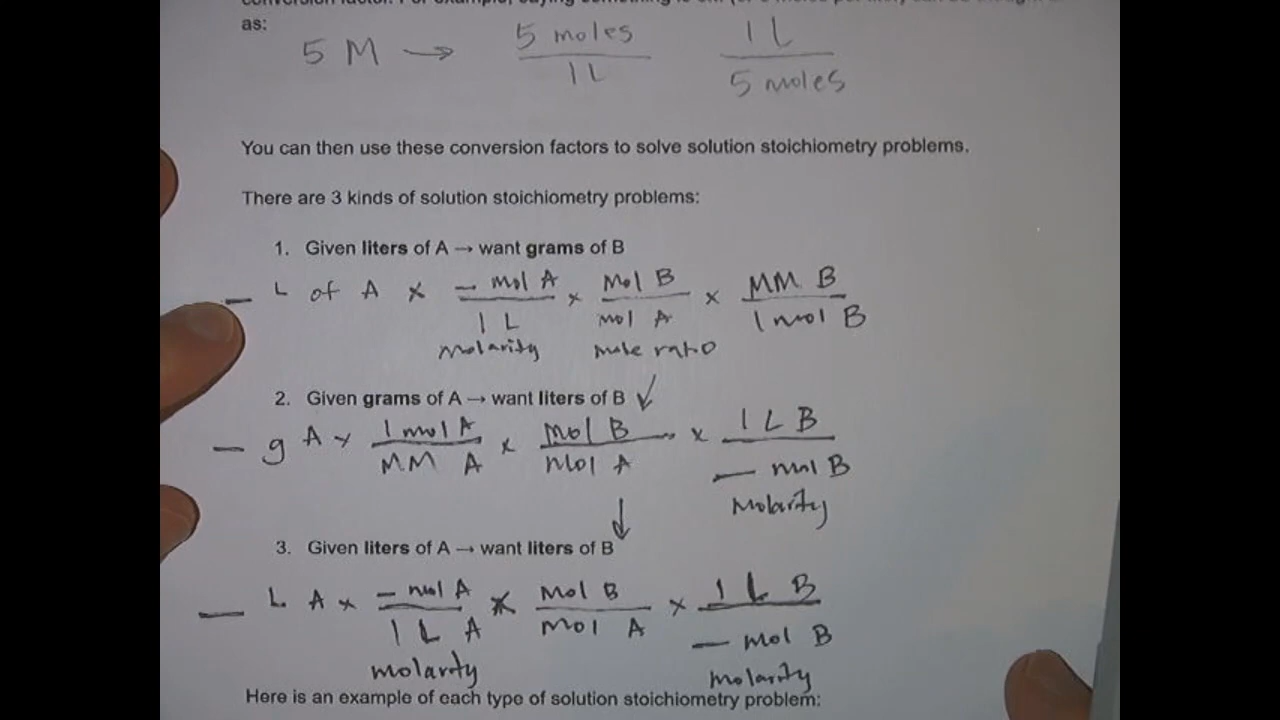 as:
5 M → 5 moles / 1 L 1 L / 5 moles
You can then use these conversion factors to solve solution stoichiometry problems.
There are 3 kinds of solution stoichiometry problems:
1. Given liters of A → want grams of B
_ L of A × _ mol A / 1 L × Mol B / mol A × MM B / 1 mol B
Molarity mole ratio
2. Given grams of A → want liters of B ↓
_ g A × 1 mol A / MM A × Mol B / Mol A × 1 L B / _ mol B
Molarity
↓
3. Given liters of A → want liters of B
_ L A × _ mol A / 1 L A × Mol B / Mol A × 1 L B / _ mol B
molarity molarity
Here is an example of each type of solution stoichiometry problem: